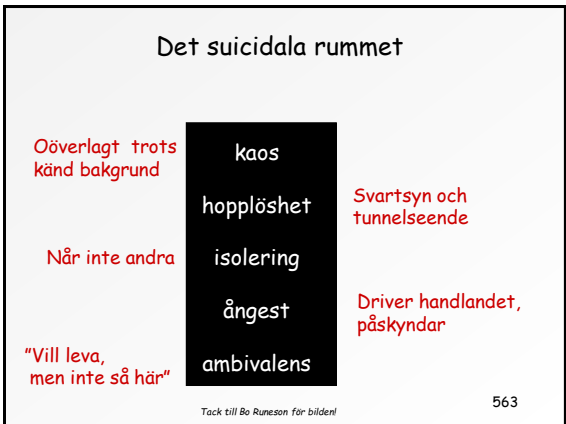 Det suicidala rummet
Oöverlagt trots
känd bakgrund
kaos
hopplöshet
Svartsyn och
tunnelseende
Når inte andra
isolering
ångest
Driver handlandet,
påskyndar
”Vill leva,
men inte så här”
ambivalens
Tack till Bo Runeson för bilden!
563